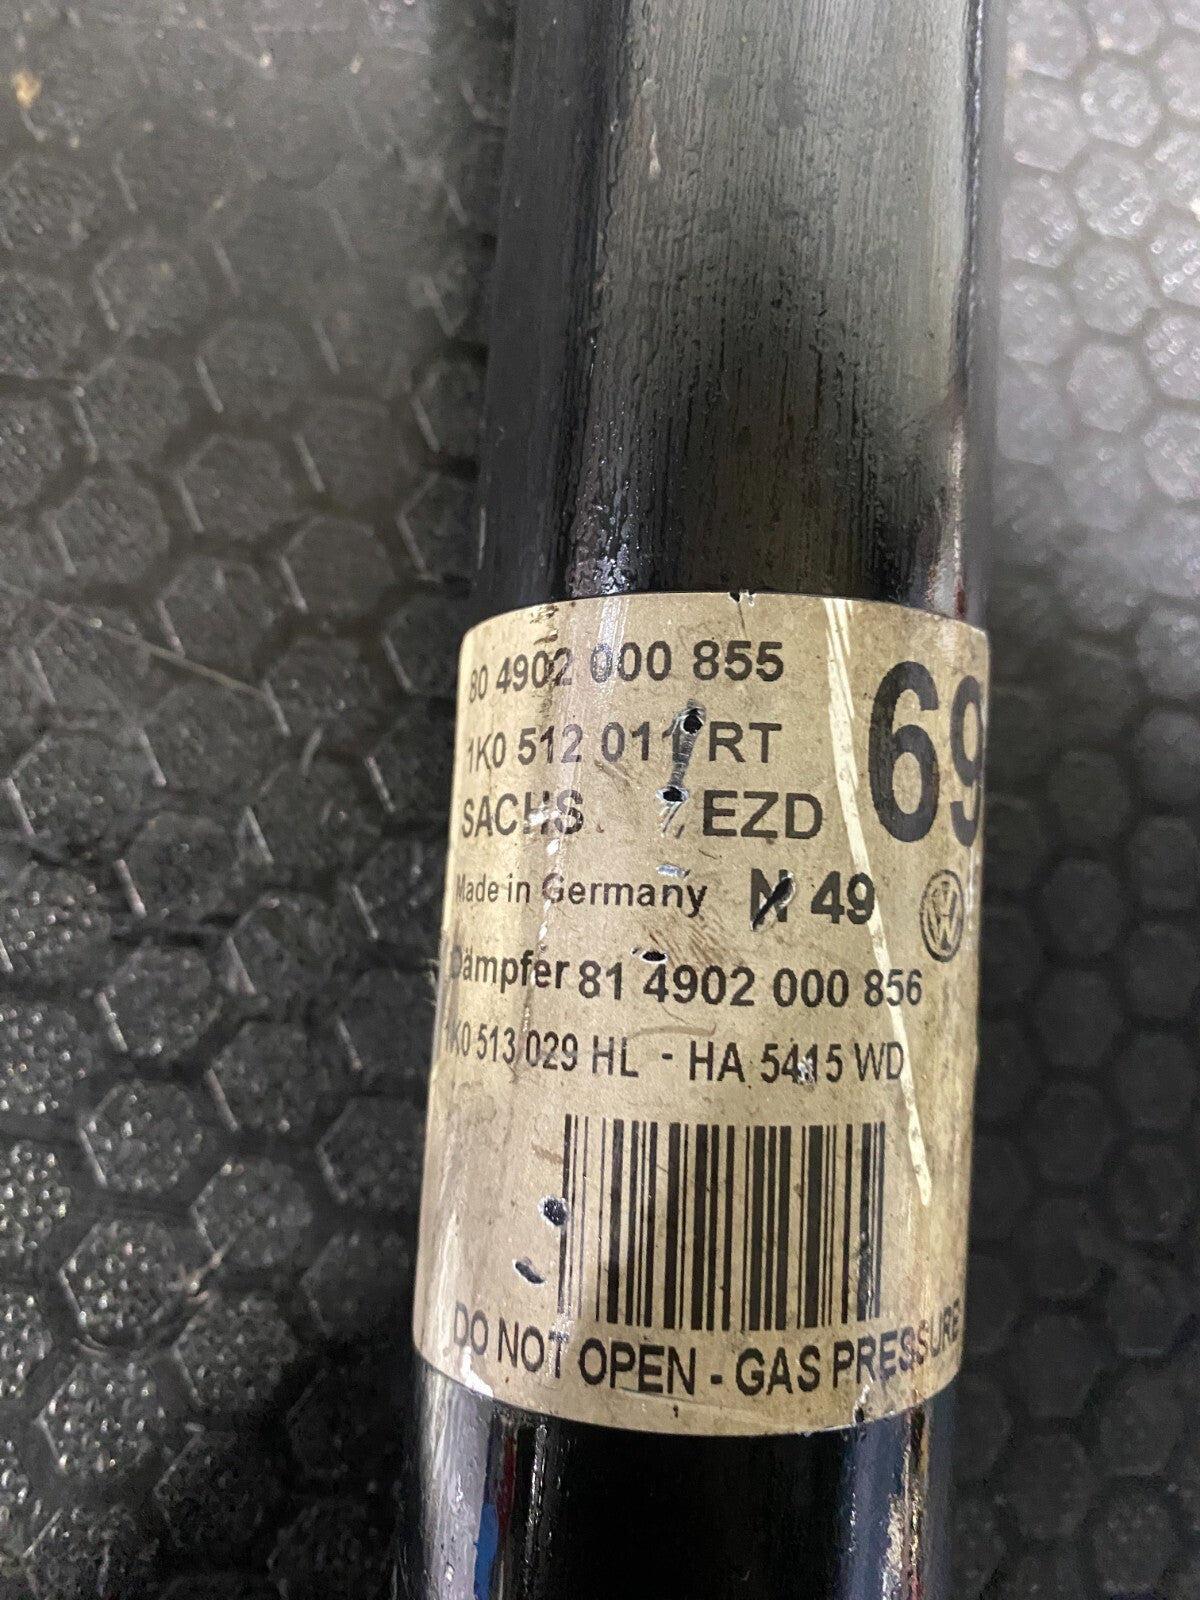 80 4902 000 855
1K0 512 011 RT
69
SACHS EZD
Made in Germany N 49
Dämpfer 81 4902 000 856
1K0 513 029 HL - HA 5415 WD
DO NOT OPEN - GAS PRESSURE